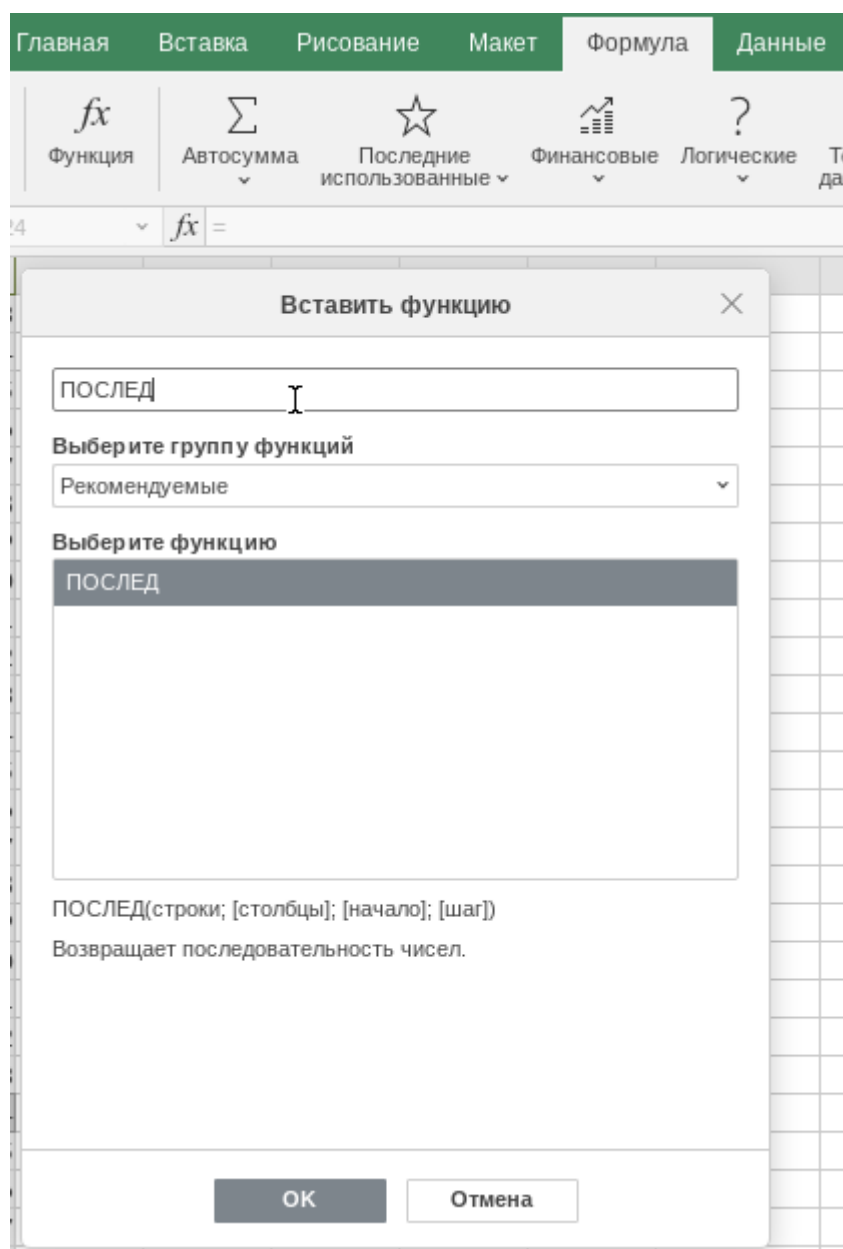 Главная Вставка Рисование Макет Формула Данные
Функция Автосумма Последние использованные Финансовые Логические
fx =
Вставить функцию
ПОСЛЕД
Выберите группу функций
Рекомендуемые
Выберите функцию
ПОСЛЕД
ПОСЛЕД(строки; [столбцы]; [начало]; [шаг])
Возвращает последовательность чисел.
OK Отмена